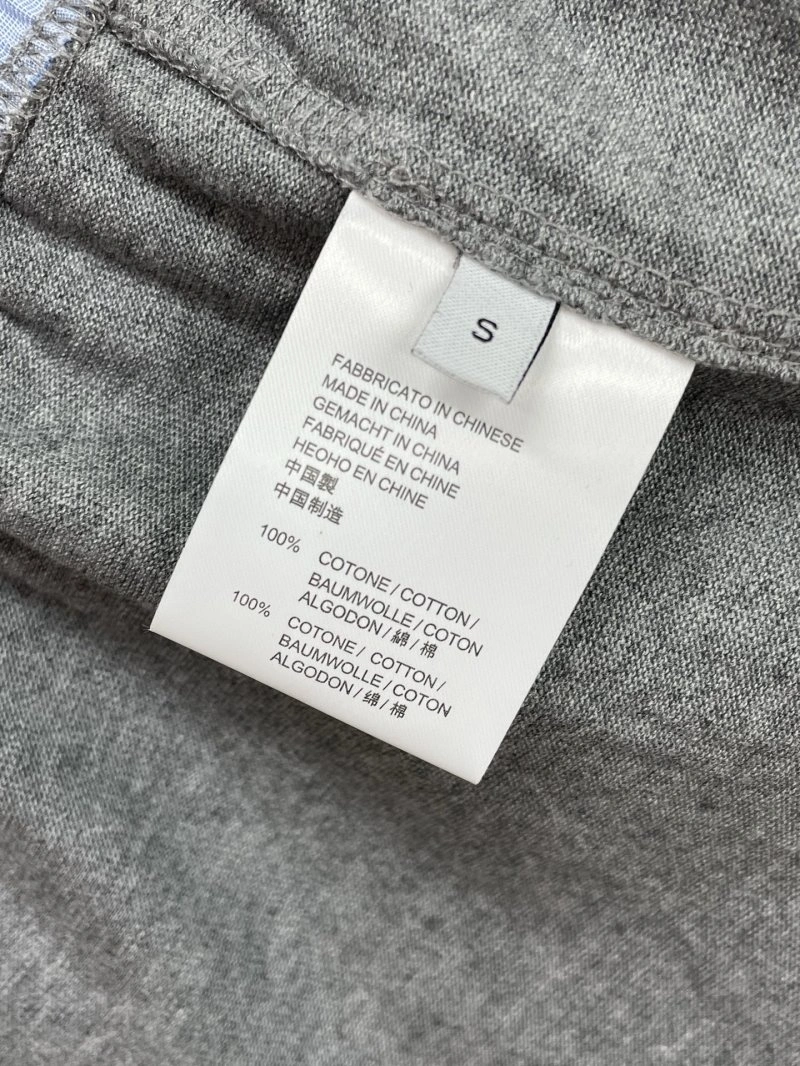 S
FABBRICATO IN CHINESE
MADE IN CHINA
GEMACHT IN CHINA
FABRIQUÉ EN CHINE
HEOHO EN CHINE
中国製
中国制造
100% COTONE / COTTON /
BAUMWOLLE / COTON
ALGODON / 綿 / 棉
100% COTONE / COTTON /
BAUMWOLLE / COTON
ALGODON / 绵 / 棉